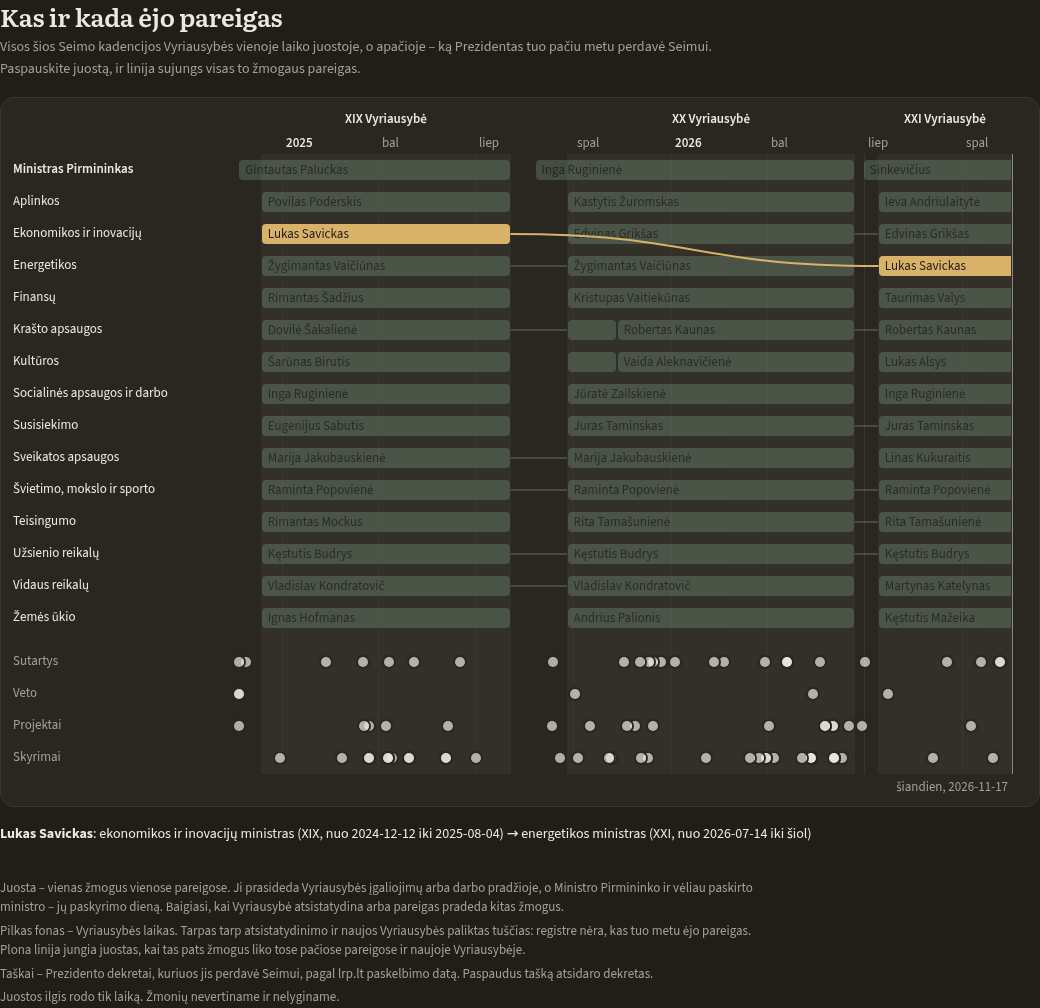 Kas ir kada ėjo pareigas
Visos šios Seimo kadencijos Vyriausybės vienoje laiko juostoje, o apačioje – ką Prezidentas tuo pačiu metu perdavė Seimui.
Paspauskite juostą, ir linija sujungs visas to žmogaus pareigas.
XIX Vyriausybė XX Vyriausybė XXI Vyriausybė
2025 bal liep spal 2026 bal liep spal
Ministras Pirmininkas Gintautas Paluckas Inga Ruginienė Sinkevičius
Aplinkos Povilas Poderskis Kastytis Žuromskas Ieva Andriulaitytė
Ekonomikos ir inovacijų Lukas Savickas Edvinas Grikšas Edvinas Grikšas
Energetikos Žygimantas Vaičiūnas Žygimantas Vaičiūnas Lukas Savickas
Finansų Rimantas Šadžius Kristupas Vaitiekūnas Taurimas Valys
Krašto apsaugos Dovilė Šakalienė Robertas Kaunas Robertas Kaunas
Kultūros Šarūnas Birutis Vaida Aleknavičienė Lukas Alsys
Socialinės apsaugos ir darbo Inga Ruginienė Jūratė Zailskienė Inga Ruginienė
Susisiekimo Eugenijus Sabutis Juras Taminskas Juras Taminskas
Sveikatos apsaugos Marija Jakubauskienė Marija Jakubauskienė Linas Kukuraitis
Švietimo, mokslo ir sporto Raminta Popovienė Raminta Popovienė Raminta Popovienė
Teisingumo Rimantas Mockus Rita Tamašunienė Rita Tamašunienė
Užsienio reikalų Kęstutis Budrys Kęstutis Budrys Kęstutis Budrys
Vidaus reikalų Vladislav Kondratovič Vladislav Kondratovič Martynas Katelynas
Žemės ūkio Ignas Hofmanas Andrius Palionis Kęstutis Mažeika
Sutartys
Veto
Projektai
Skyrimai
šiandien, 2026-11-17
Lukas Savickas: ekonomikos ir inovacijų ministras (XIX, nuo 2024-12-12 iki 2025-08-04) → energetikos ministras (XXI, nuo 2026-07-14 iki šiol)
Juosta – vienas žmogus vienose pareigose. Ji prasideda Vyriausybės įgaliojimų arba darbo pradžioje, o Ministro Pirmininko ir vėliau paskirto
ministro – jų paskyrimo dieną. Baigiasi, kai Vyriausybė atsistatydina arba pareigas pradeda kitas žmogus.
Pilkas fonas – Vyriausybės laikas. Tarpas tarp atsistatydinimo ir naujos Vyriausybės paliktas tuščias: registre nėra, kas tuo metu ėjo pareigas.
Plona linija jungia juostas, kai tas pats žmogus liko tose pačiose pareigose ir naujoje Vyriausybėje.
Taškai – Prezidento dekretai, kuriuos jis perdavė Seimui, pagal lrp.lt paskelbimo datą. Paspaudus tašką atsidaro dekretas.
Juostos ilgis rodo tik laiką. Žmonių nevertiname ir nelyginame.